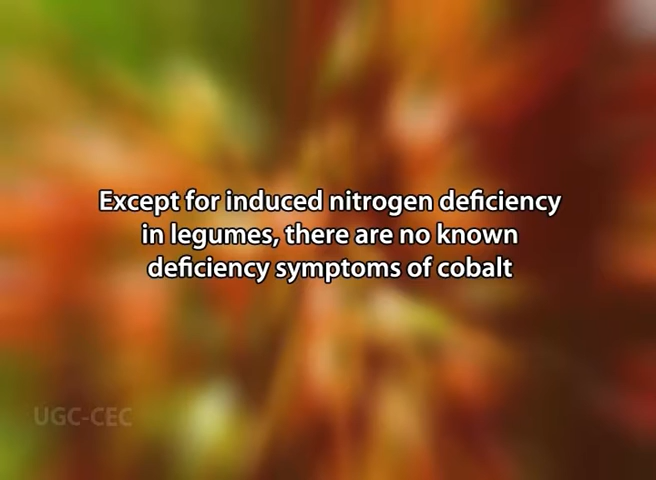 Except for induced nitrogen deficiency
in legumes, there are no known
deficiency symptoms of cobalt
UGC-CEC